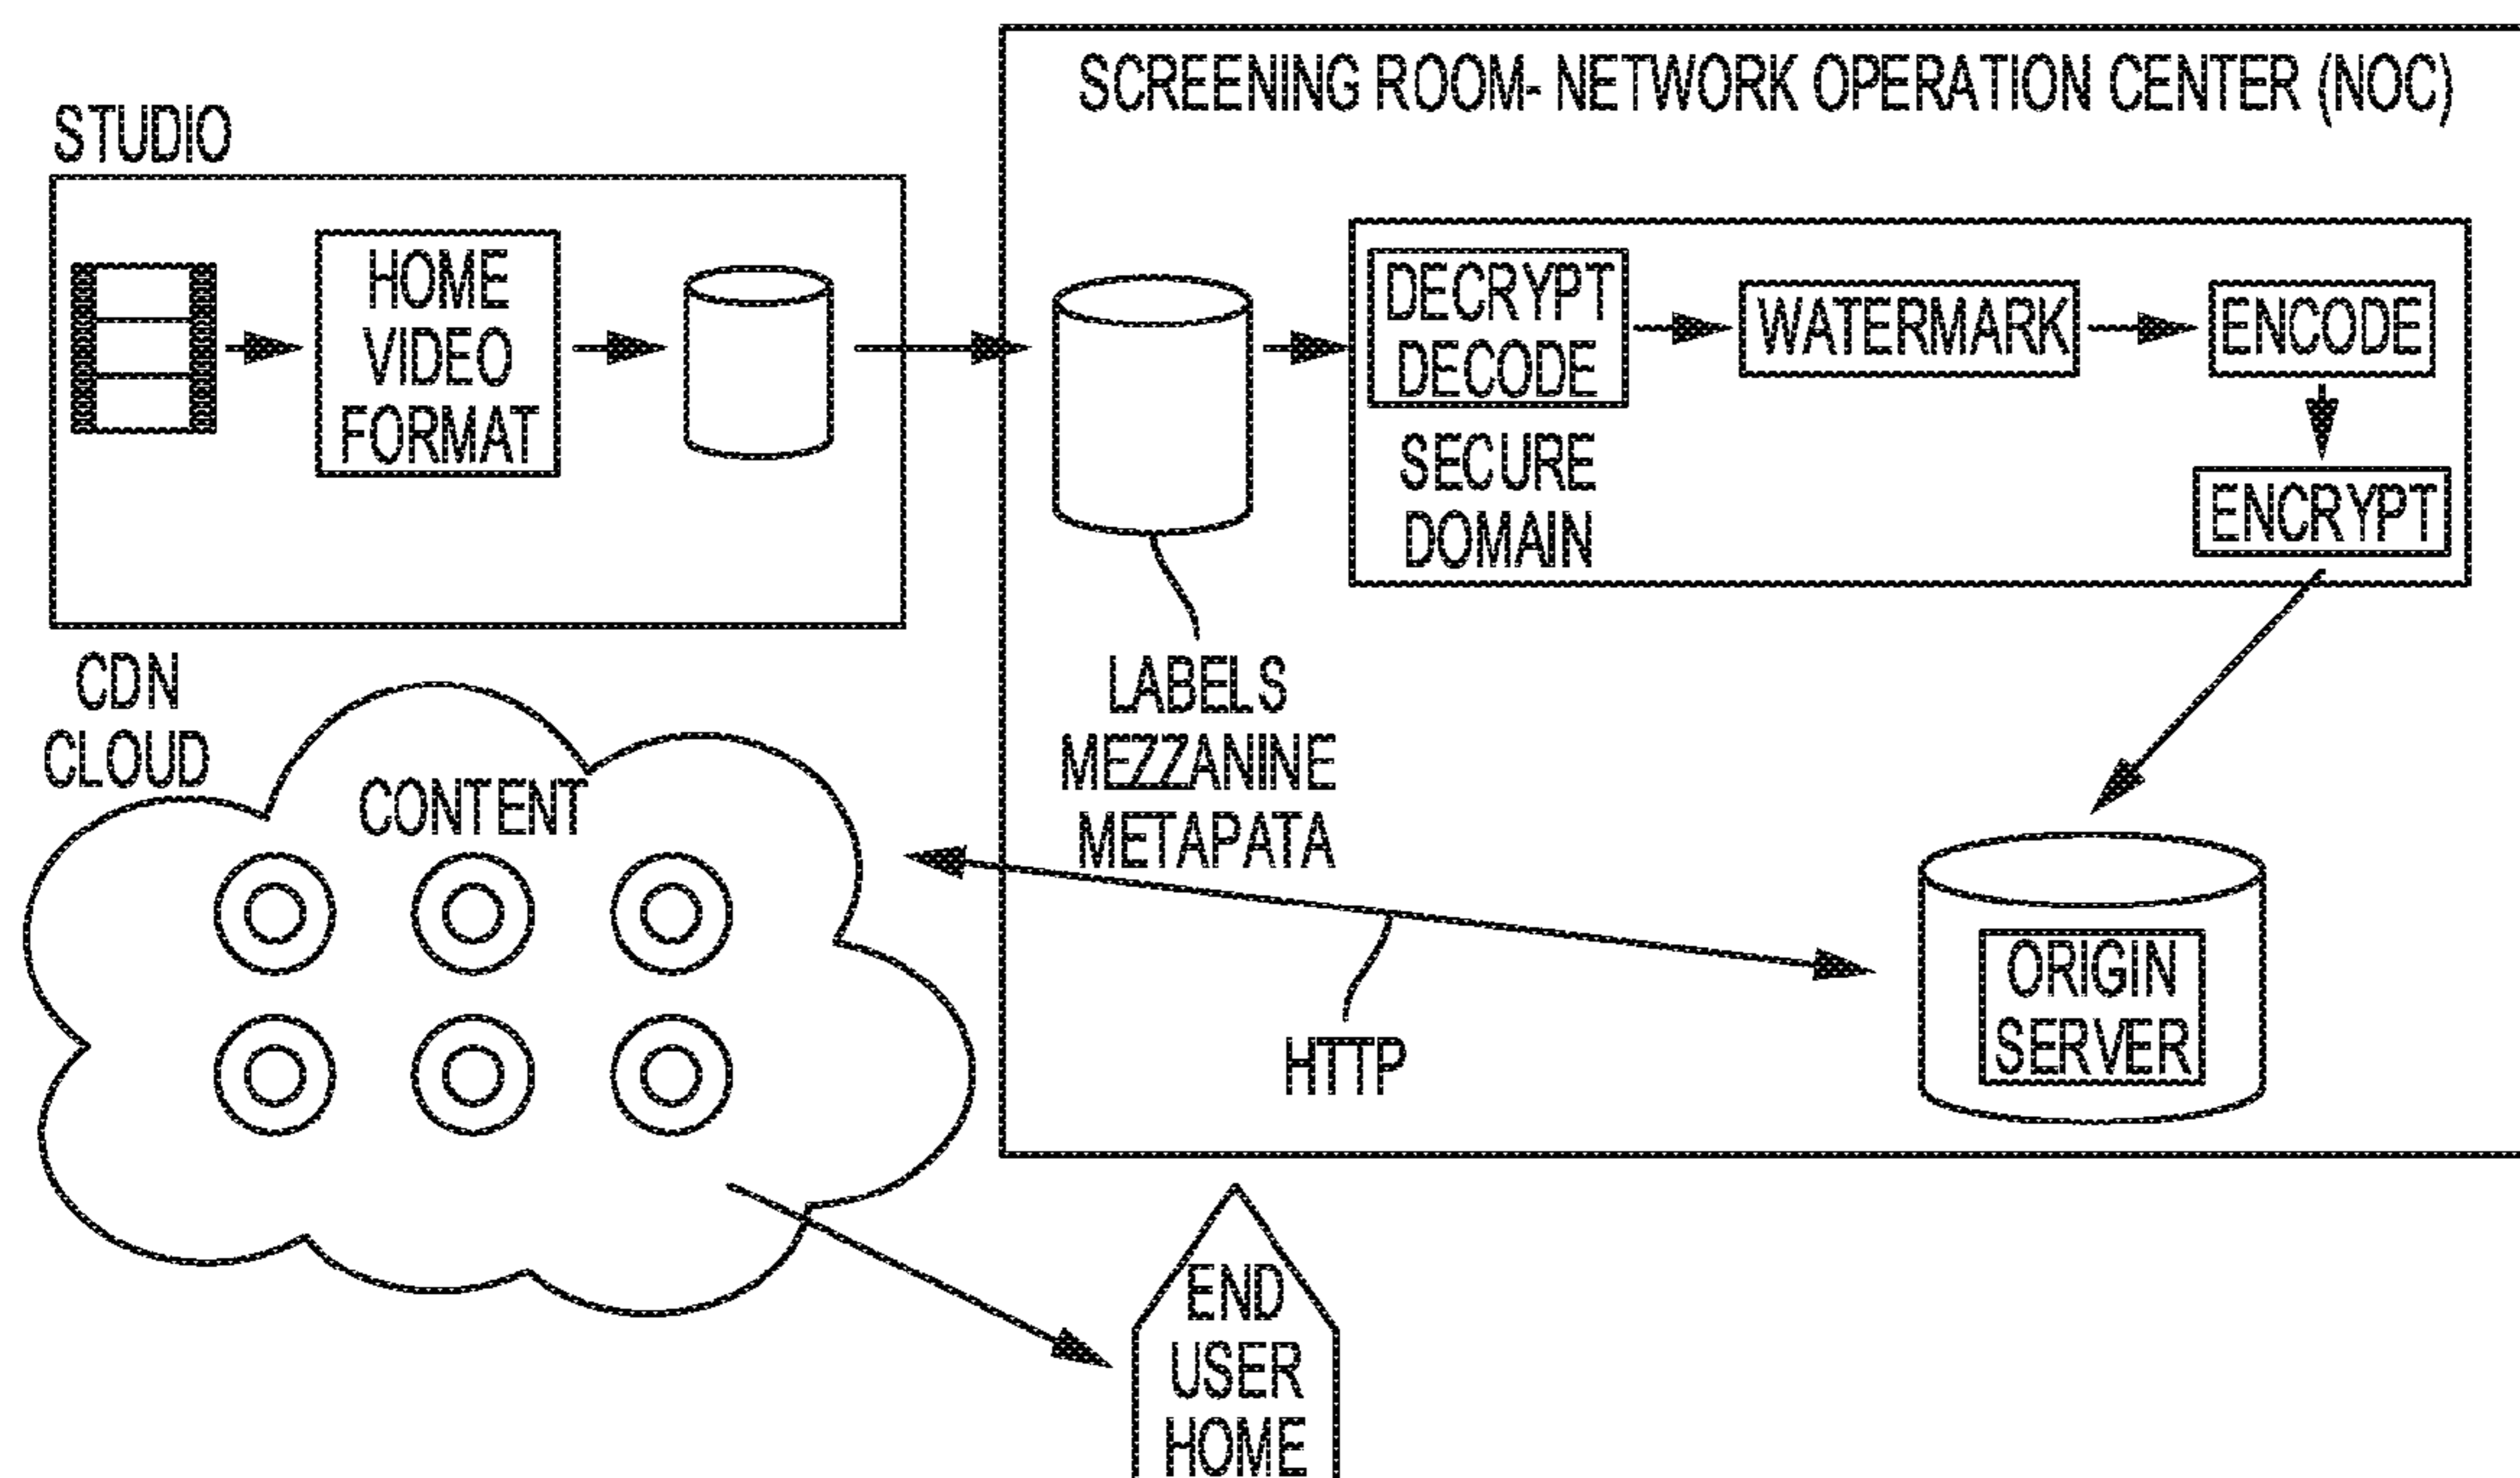 SCREENING ROOM- NETWORK OPERATION CENTER (NOC)
STUDIO
HOME
VIDEO
FORMAT
DECRYPT
DECODE
SECURE
DOMAIN
WATERMARK
ENCODE
ENCRYPT
LABELS
MEZZANINE
METAPATA
CDN
CLOUD
CONTENT
HTTP
ORIGIN
SERVER
END
USER
HOME